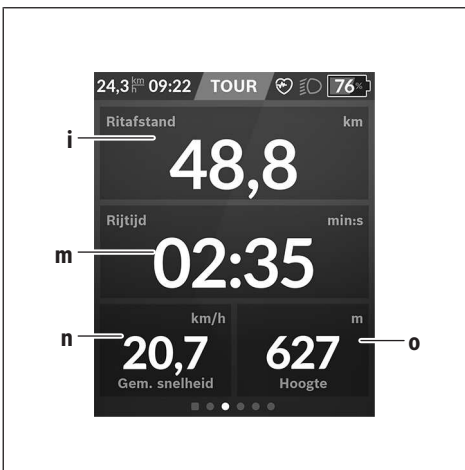 24,3 km/h 09:22 TOUR 76%
Ritafstand km
i
48,8
Rijtijd min:s
m
02:35
km/h m
n
o
20,7 627
Gem. snelheid Hoogte